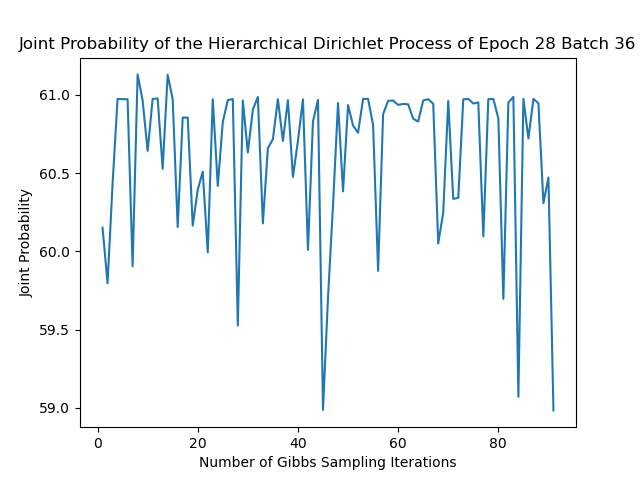 Joint Probability of the Hierarchical Dirichlet Process of Epoch 28 Batch 36
61.0
60.5
60.0
59.5
59.0
Joint Probability
0 20 40 60 80
Number of Gibbs Sampling Iterations